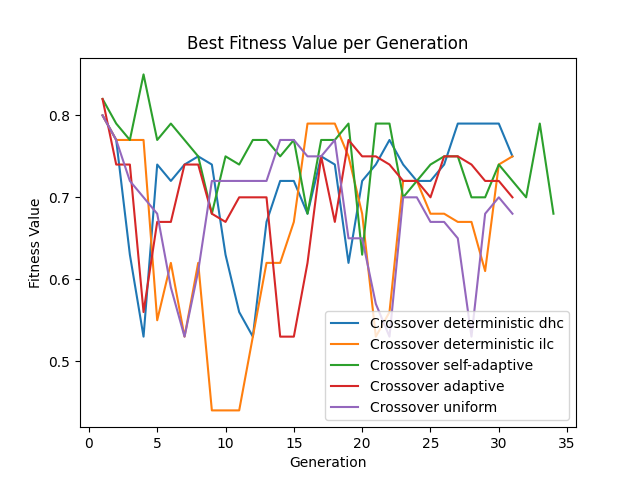 Best Fitness Value per Generation
Fitness Value
0.8
0.7
0.6
0.5
Crossover deterministic dhc
Crossover deterministic ilc
Crossover self-adaptive
Crossover adaptive
Crossover uniform
0 5 10 15 20 25 30 35
Generation